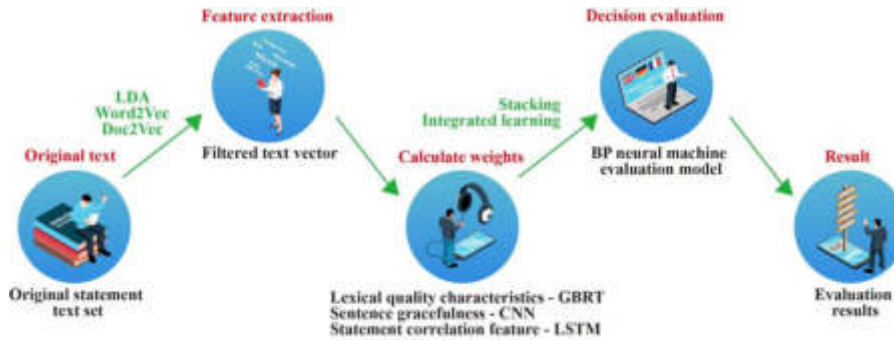 Feature extraction
Decision evaluation
LDA
Word2Vec
Doc2Vec
Stacking
Integrated learning
Original text
Filtered text vector
Calculate weights
BP neural machine
evaluation model
Result
Original statement
text set
Lexical quality characteristics - GBRT
Sentence gracefulness - CNN
Statement correlation feature - LSTM
Evaluation
results